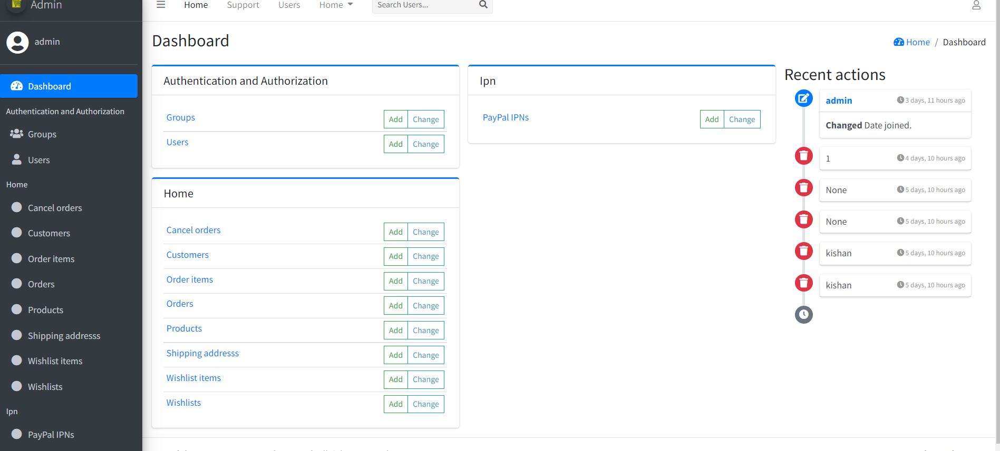 Admin
admin
Dashboard
Authentication and Authorization
Groups
Users
Home
Cancel orders
Customers
Order items
Orders
Products
Shipping addresss
Wishlist items
Wishlists
Ipn
PayPal IPNs
Home Support Users Home Search Users...
Dashboard
Home / Dashboard
Authentication and Authorization
Groups Add Change
Users Add Change
Home
Cancel orders Add Change
Customers Add Change
Order items Add Change
Orders Add Change
Products Add Change
Shipping addresss Add Change
Wishlist items Add Change
Wishlists Add Change
Ipn
PayPal IPNs Add Change
Recent actions
admin 3 days, 11 hours ago
Changed Date joined.
1 4 days, 10 hours ago
None 5 days, 10 hours ago
None 5 days, 10 hours ago
kishan 5 days, 10 hours ago
kishan 5 days, 10 hours ago